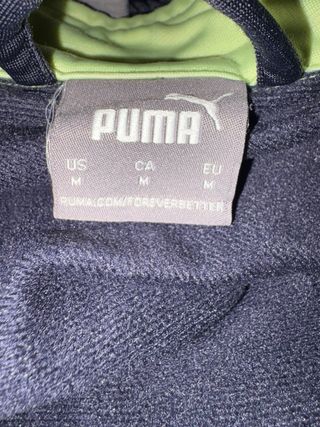 PUMA
US CA EU
M M M
PUMA.COM/FOREVERBETTER